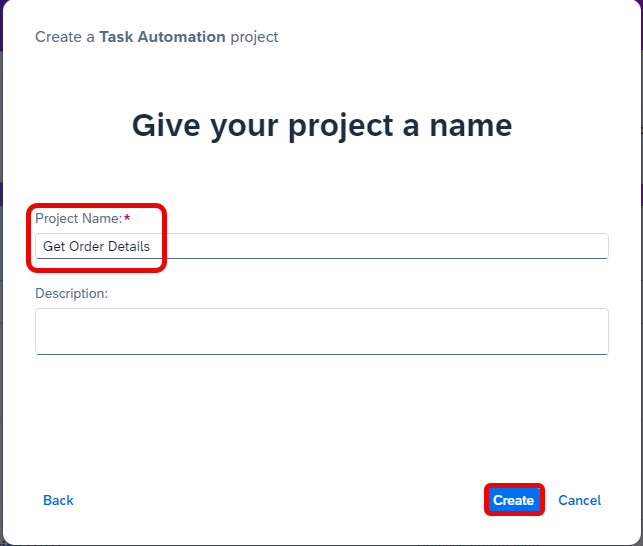 Create a Task Automation project
Give your project a name
Project Name:*
Get Order Details
Description:
Back Create Cancel